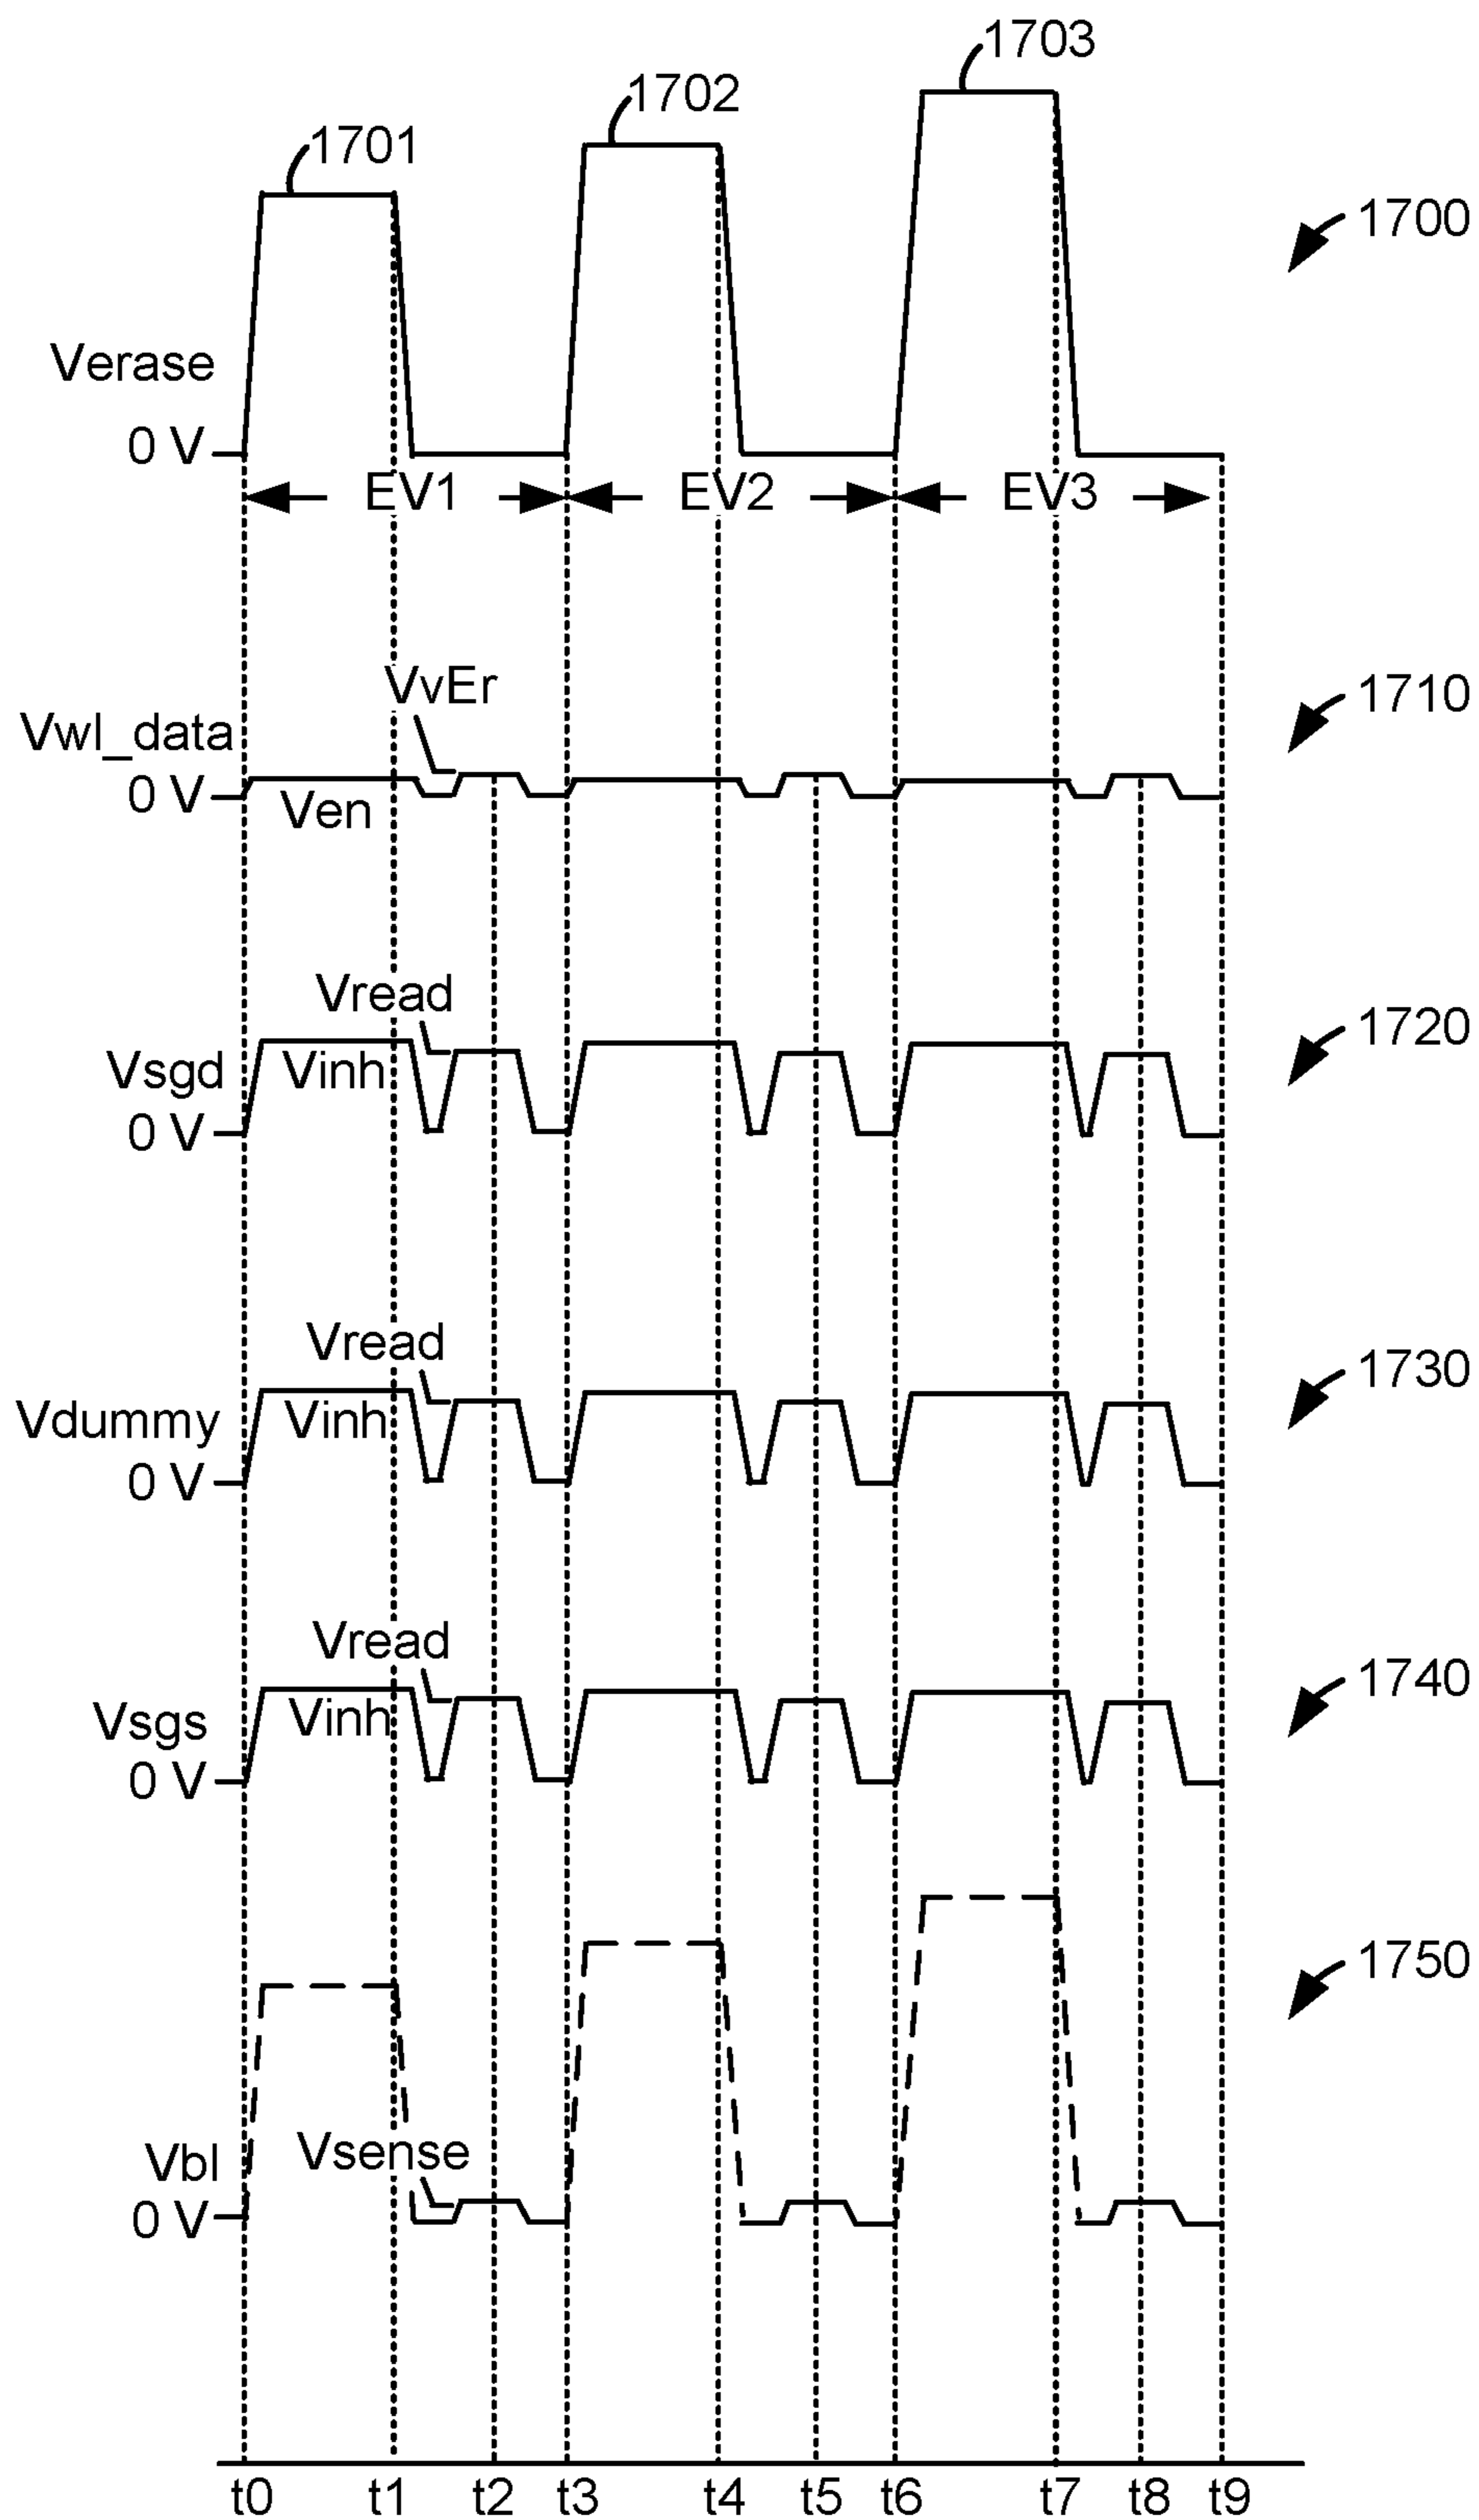 1703
1702
1701
1700
Verase
0 V
EV1 EV2 EV3
VvEr
1710
Vwl_data
0 V
Ven
Vread
1720
Vsgd
Vinh
0 V
Vread
1730
Vdummy
Vinh
0 V
Vread
1740
Vsgs
Vinh
0 V
1750
Vbl
Vsense
0 V
t0 t1 t2 t3 t4 t5 t6 t7 t8 t9